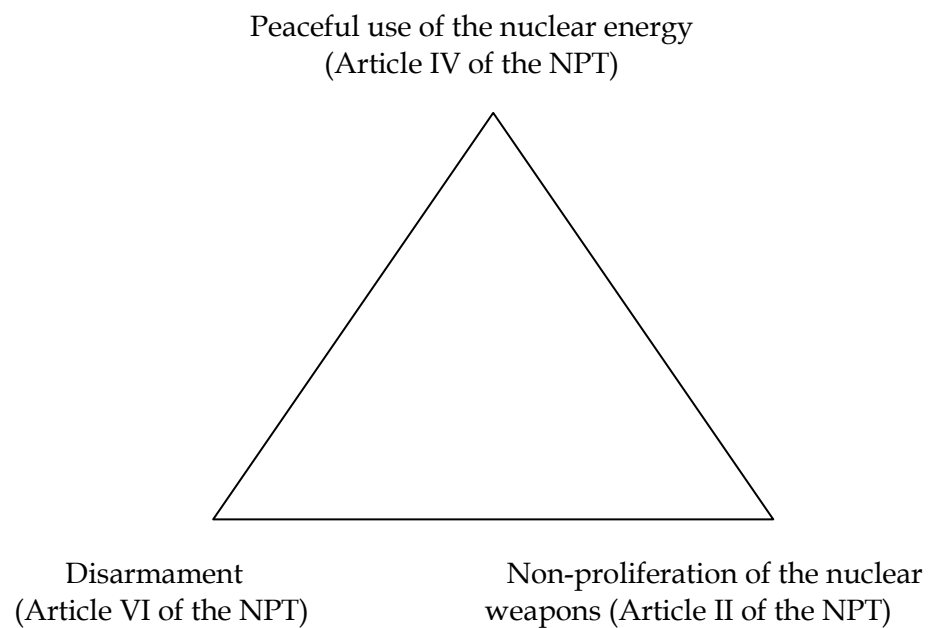 Peaceful use of the nuclear energy
(Article IV of the NPT)
Disarmament
(Article VI of the NPT)
Non-proliferation of the nuclear
weapons (Article II of the NPT)